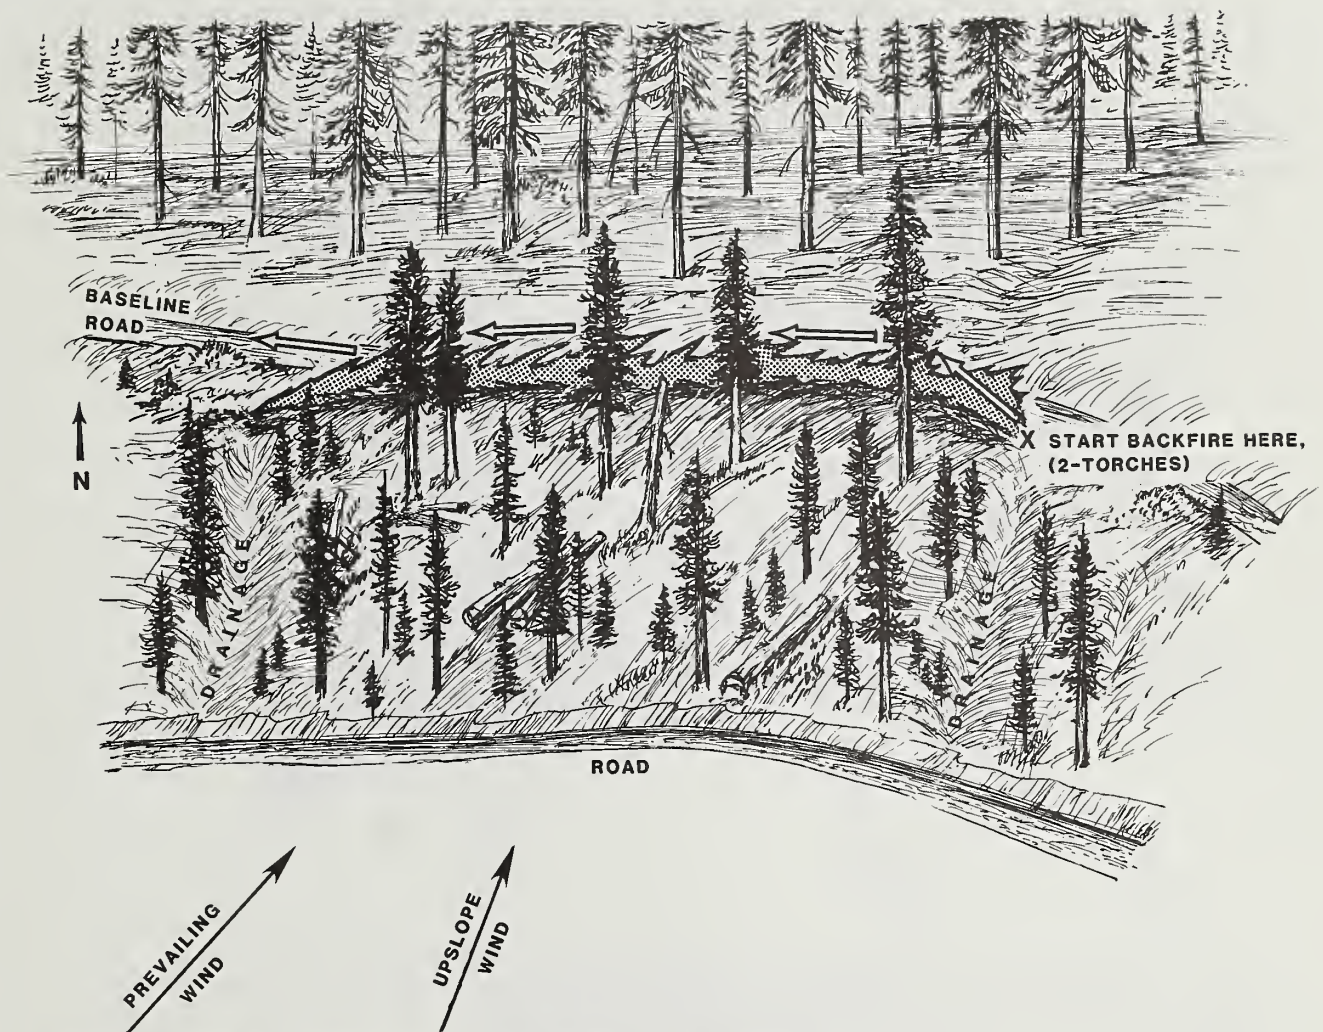 BASELINE
ROAD
N
X START BACKFIRE HERE,
(2-TORCHES)
DRAINAGE
DRAINAGE
ROAD
PREVAILING
WIND
UPSLOPE
WIND